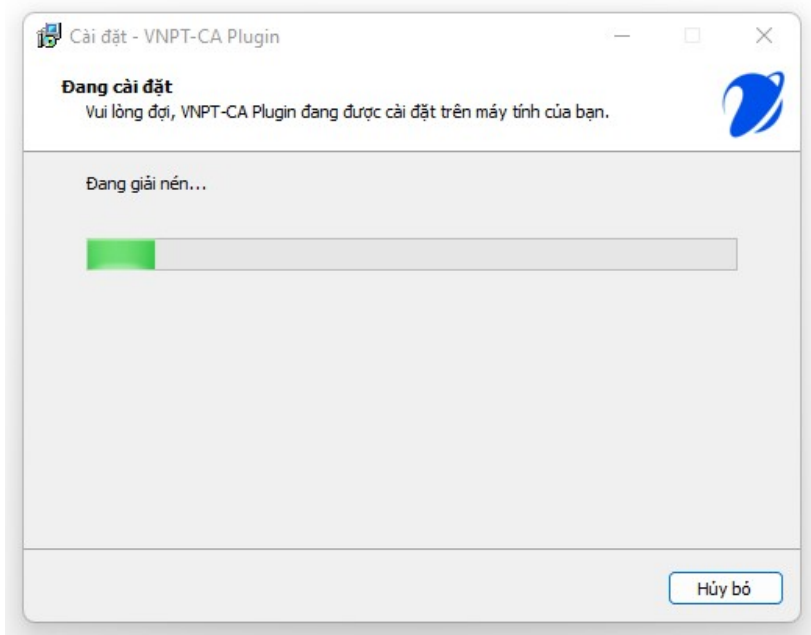 Cài đặt - VNPT-CA Plugin
Đang cài đặt
Vui lòng đợi, VNPT-CA Plugin đang được cài đặt trên máy tính của bạn.
Đang giải nén...
Hủy bỏ